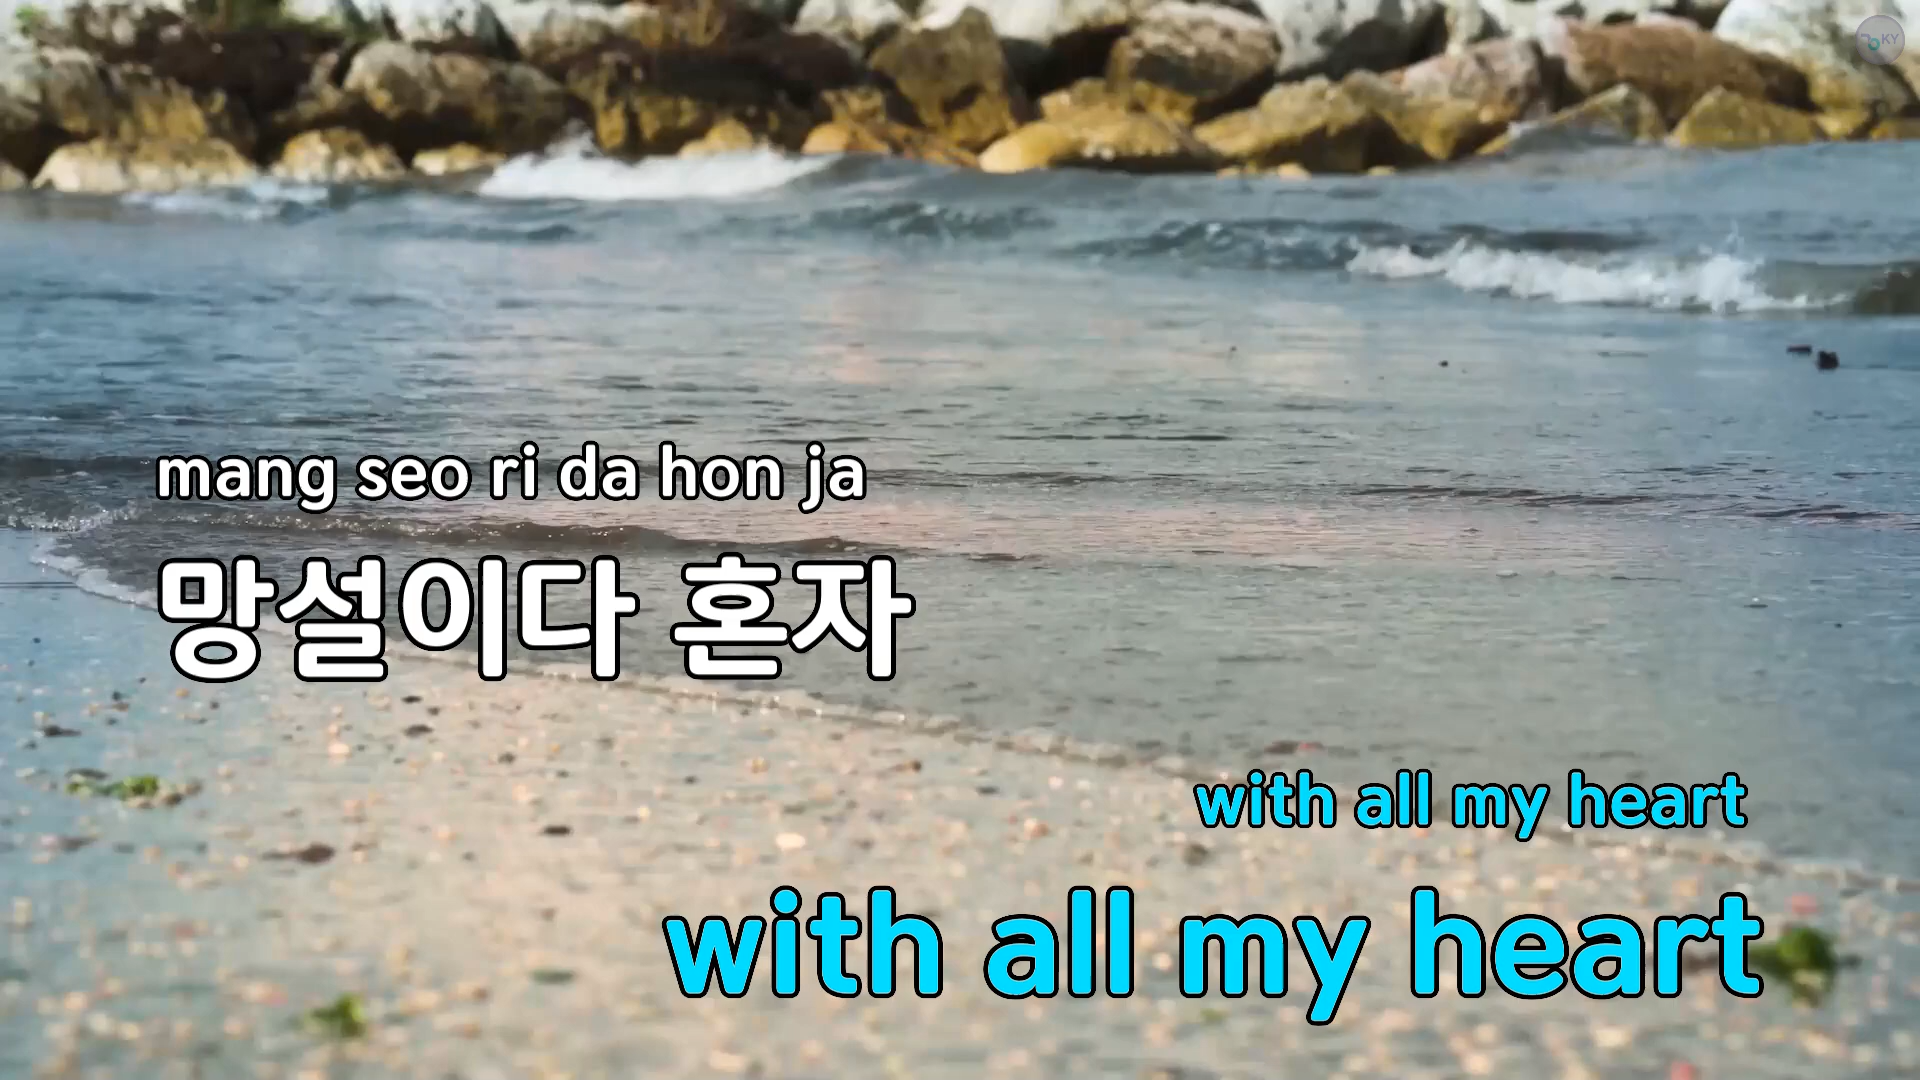 mang seo ri da hon ja
망설이다 혼자
with all my heart
with all my heart
KY